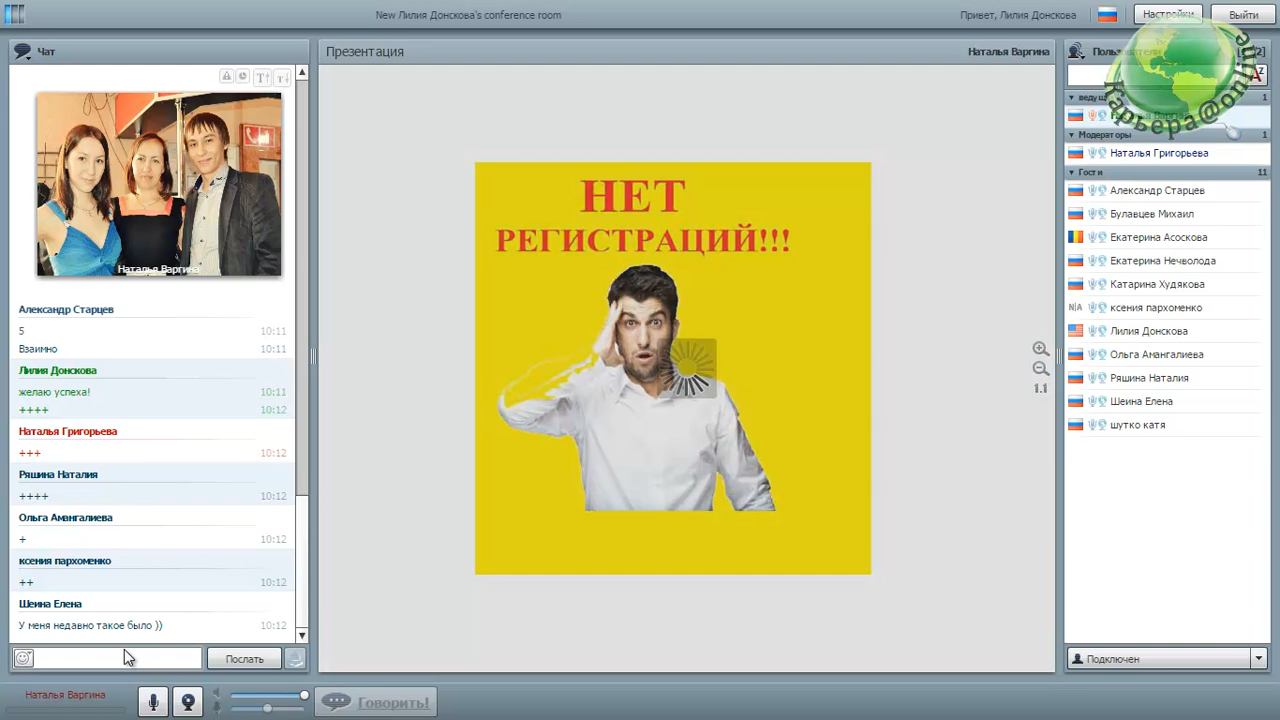 New Лилия Донскова's conference room
Привет, Лилия Донскова
Настройки
Выйти
Чат
Наталья Варгина
Александр Старцев
5 10:11
Взаимно 10:11
Лилия Донскова
желаю успеха! 10:11
++++ 10:12
Наталья Григорьева
+++ 10:12
Ряшина Наталия
++++ 10:12
Ольга Амангалиева
+ 10:12
ксения пархоменко
++ 10:12
Шеина Елена
У меня недавно такое было )) 10:12
Послать
Наталья Варгина
Говорить!
Презентация
Наталья Варгина
НЕТ
РЕГИСТРАЦИЙ!!!
1.1
Карьера@online
Модераторы 1
Наталья Григорьева
Гости 11
Александр Старцев
Булавцев Михаил
Екатерина Асоскова
Екатерина Нечволода
Катарина Худякова
N|A ксения пархоменко
Лилия Донскова
Ольга Амангалиева
Ряшина Наталия
Шеина Елена
шутко катя
Подключен